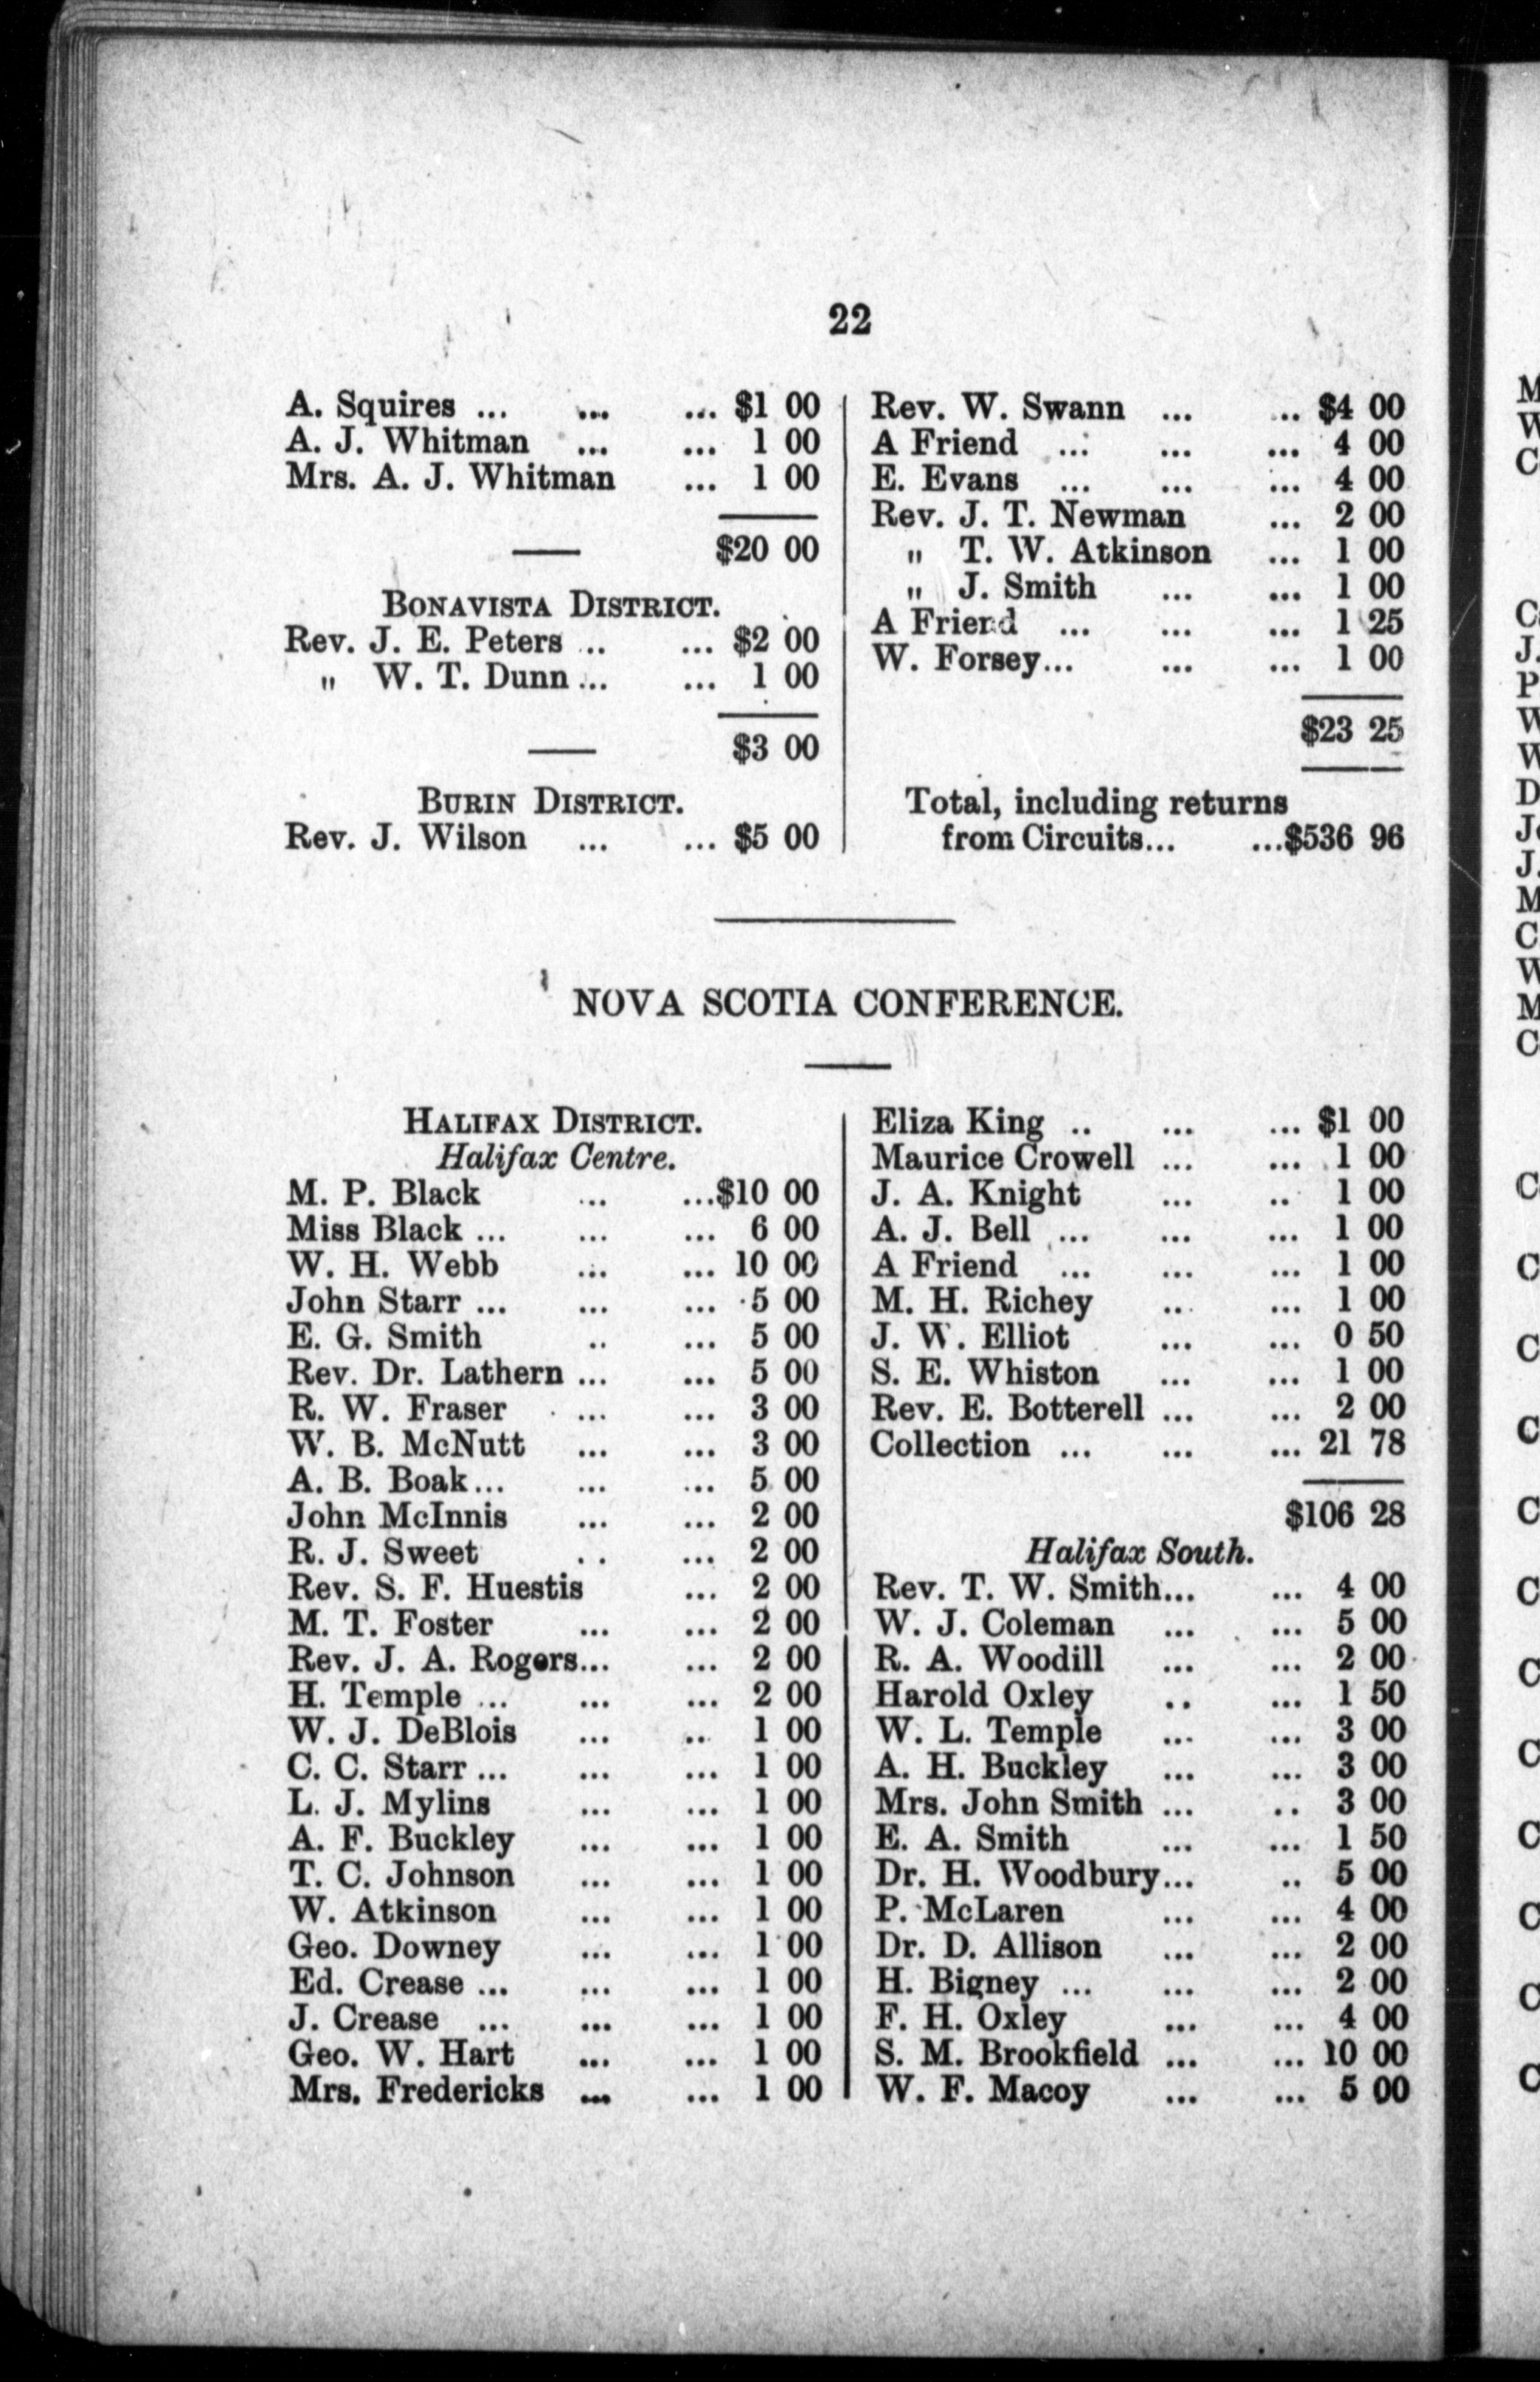 22
A. Squires ... ... ... $1 00
A. J. Whitman ... ... 1 00
Mrs. A. J. Whitman ... 1 00
$20 00
BONAVISTA DISTRICT.
Rev. J. E. Peters ... ... $2 00
„ W. T. Dunn ... ... 1 00
$3 00
BURIN DISTRICT.
Rev. J. Wilson ... ... $5 00
Rev. W. Swann ... ... $4 00
A Friend ... ... ... 4 00
E. Evans ... ... ... 4 00
Rev. J. T. Newman ... 2 00
„ T. W. Atkinson ... 1 00
„ J. Smith ... ... 1 00
A Friend ... ... ... 1 25
W. Forsey... ... ... 1 00
$23 25
Total, including returns
from Circuits... ...$536 96
NOVA SCOTIA CONFERENCE.
HALIFAX DISTRICT.
Halifax Centre.
M. P. Black ... ...$10 00
Miss Black ... ... ... 6 00
W. H. Webb ... ... 10 00
John Starr ... ... ... 5 00
E. G. Smith .. ... 5 00
Rev. Dr. Lathern ... ... 5 00
R. W. Fraser ... ... 3 00
W. B. McNutt ... ... 3 00
A. B. Boak... ... ... 5 00
John McInnis ... ... 2 00
R. J. Sweet .. ... 2 00
Rev. S. F. Huestis ... 2 00
M. T. Foster ... ... 2 00
Rev. J. A. Rogers... ... 2 00
H. Temple ... ... ... 2 00
W. J. DeBlois ... .. 1 00
C. C. Starr ... ... ... 1 00
L. J. Mylins ... ... 1 00
A. F. Buckley ... ... 1 00
T. C. Johnson ... ... 1 00
W. Atkinson ... ... 1 00
Geo. Downey ... ... 1 00
Ed. Crease ... ... ... 1 00
J. Crease ... ... ... 1 00
Geo. W. Hart ... ... 1 00
Mrs. Fredericks ... ... 1 00
Eliza King .. ... ... $1 00
Maurice Crowell ... ... 1 00
J. A. Knight ... .. 1 00
A. J. Bell ... ... ... 1 00
A Friend ... ... ... 1 00
M. H. Richey .. ... 1 00
J. W. Elliot ... ... 0 50
S. E. Whiston ... ... 1 00
Rev. E. Botterell ... ... 2 00
Collection ... ... ... 21 78
$106 28
Halifax South.
Rev. T. W. Smith... ... 4 00
W. J. Coleman ... ... 5 00
R. A. Woodill ... ... 2 00
Harold Oxley .. ... 1 50
W. L. Temple ... ... 3 00
A. H. Buckley ... ... 3 00
Mrs. John Smith ... .. 3 00
E. A. Smith ... ... 1 50
Dr. H. Woodbury... .. 5 00
P. McLaren ... ... 4 00
Dr. D. Allison ... ... 2 00
H. Bigney ... ... ... 2 00
F. H. Oxley ... ... 4 00
S. M. Brookfield ... ... 10 00
W. F. Macoy ... ... 5 00